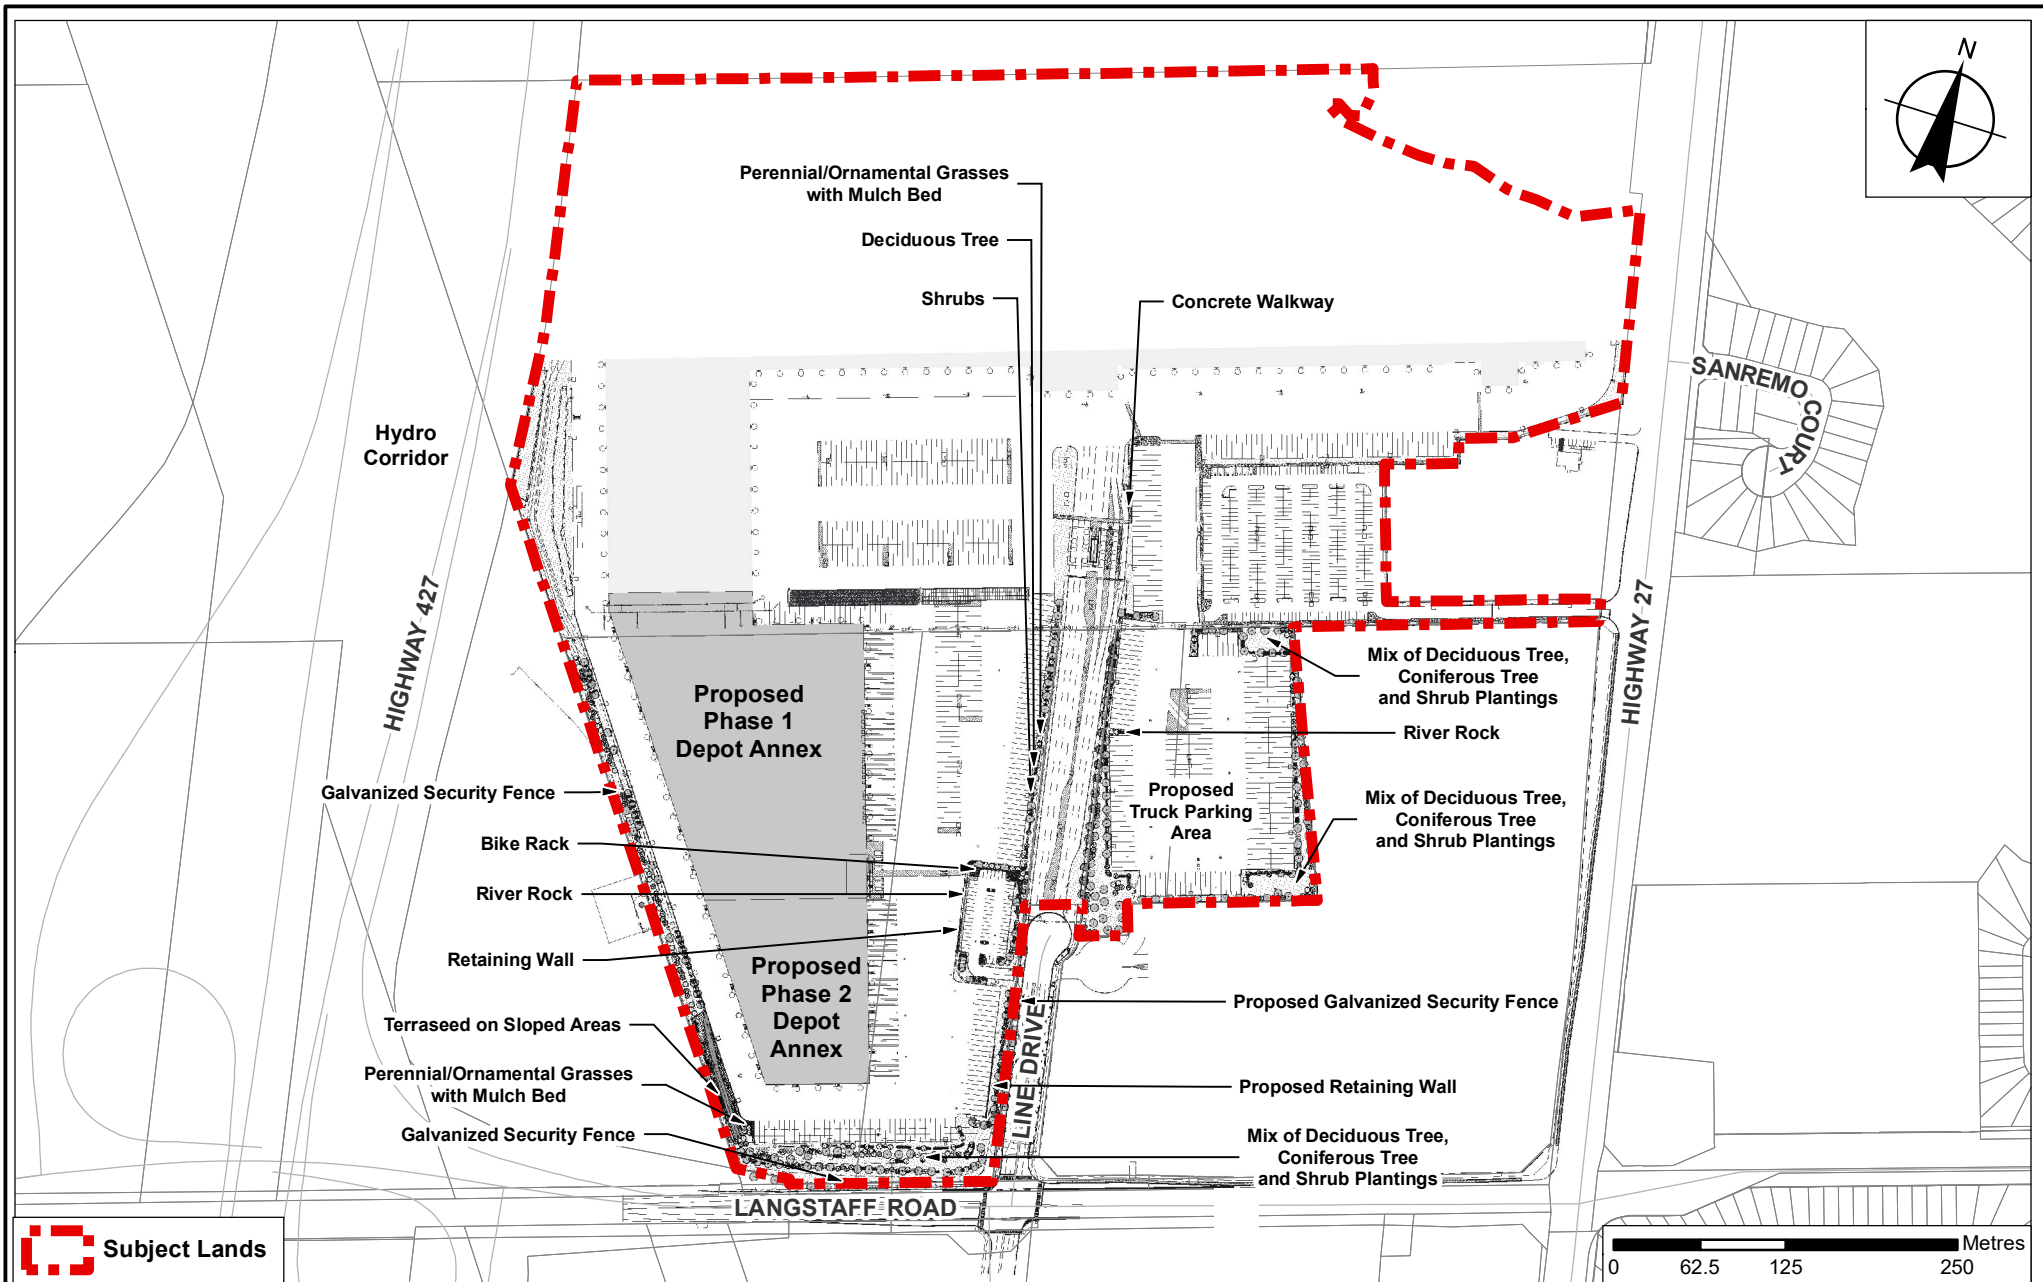 N
Perennial/Ornamental Grasses
with Mulch Bed
Deciduous Tree
Shrubs
Concrete Walkway
SANREMO COURT
Hydro
Corridor
HIGHWAY 427
HIGHWAY 27
Mix of Deciduous Tree,
Coniferous Tree
and Shrub Plantings
Proposed
Phase 1
Depot Annex
River Rock
Galvanized Security Fence
Proposed
Truck Parking
Area
Mix of Deciduous Tree,
Coniferous Tree
and Shrub Plantings
Bike Rack
River Rock
Retaining Wall
Proposed
Phase 2
Depot
Annex
Proposed Galvanized Security Fence
Terraseed on Sloped Areas
LINE DRIVE
Perennial/Ornamental Grasses
with Mulch Bed
Proposed Retaining Wall
Galvanized Security Fence
Mix of Deciduous Tree,
Coniferous Tree
and Shrub Plantings
LANGSTAFF ROAD
Subject Lands
Metres
0 62.5 125 250